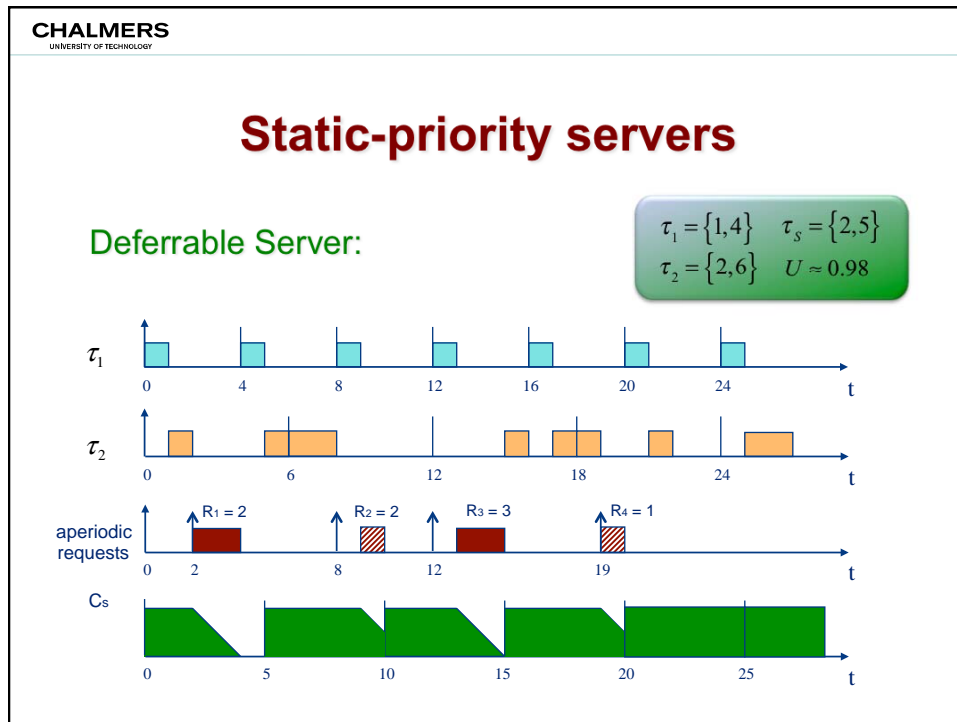 CHALMERS
UNIVERSITY OF TECHNOLOGY
Static-priority servers
Deferrable Server:
τ₁ = {1,4} τ_S = {2,5}
τ₂ = {2,6} U ≈ 0.98
τ₁
0 4 8 12 16 20 24 t
τ₂
0 6 12 18 24 t
R₁ = 2 R₂ = 2 R₃ = 3 R₄ = 1
aperiodic
requests
0 2 8 12 19 t
Cs
0 5 10 15 20 25 t